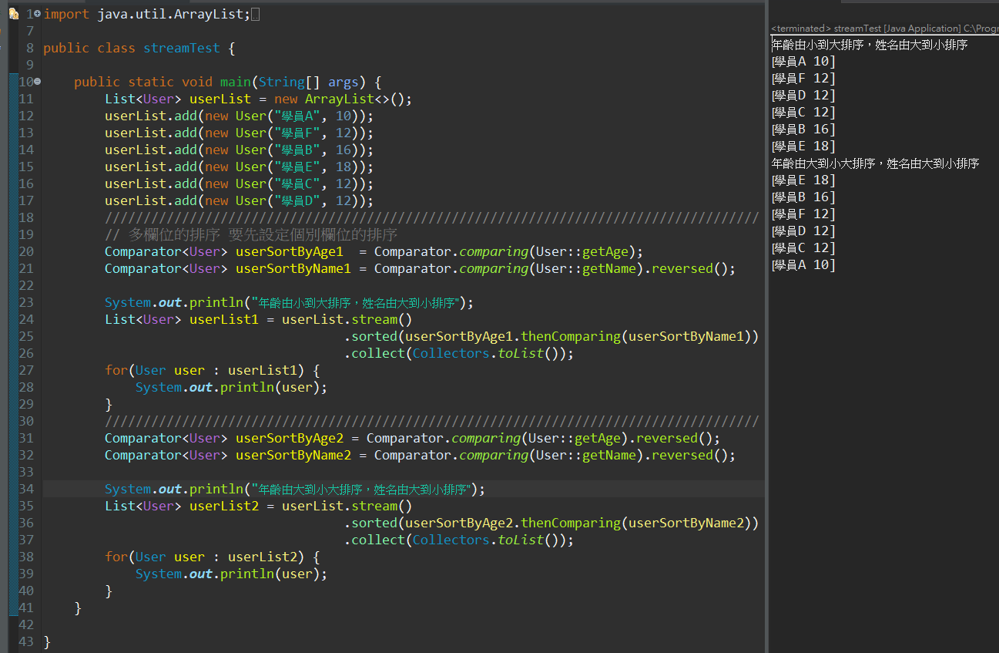 1 import java.util.ArrayList;
7
8 public class streamTest {
9
10     public static void main(String[] args) {
11         List<User> userList = new ArrayList<>();
12         userList.add(new User("學員A", 10));
13         userList.add(new User("學員F", 12));
14         userList.add(new User("學員B", 16));
15         userList.add(new User("學員E", 18));
16         userList.add(new User("學員C", 12));
17         userList.add(new User("學員D", 12));
18         /////////////////////////////////////////////////////////////////////////////////////
19         // 多欄位的排序 要先設定個別欄位的排序
20         Comparator<User> userSortByAge1  = Comparator.comparing(User::getAge);
21         Comparator<User> userSortByName1 = Comparator.comparing(User::getName).reversed();
22
23         System.out.println("年齡由小到大排序，姓名由大到小排序");
24         List<User> userList1 = userList.stream()
25                                        .sorted(userSortByAge1.thenComparing(userSortByName1))
26                                        .collect(Collectors.toList());
27         for(User user : userList1) {
28             System.out.println(user);
29         }
30         /////////////////////////////////////////////////////////////////////////////////////
31         Comparator<User> userSortByAge2 = Comparator.comparing(User::getAge).reversed();
32         Comparator<User> userSortByName2 = Comparator.comparing(User::getName).reversed();
33
34         System.out.println("年齡由大到小大排序，姓名由大到小排序");
35         List<User> userList2 = userList.stream()
36                                        .sorted(userSortByAge2.thenComparing(userSortByName2))
37                                        .collect(Collectors.toList());
38         for(User user : userList2) {
39             System.out.println(user);
40         }
41     }
42
43 }
<terminated> streamTest [Java Application] C:\Progr
年齡由小到大排序，姓名由大到小排序
[學員A 10]
[學員F 12]
[學員D 12]
[學員C 12]
[學員B 16]
[學員E 18]
年齡由大到小大排序，姓名由大到小排序
[學員E 18]
[學員B 16]
[學員F 12]
[學員D 12]
[學員C 12]
[學員A 10]